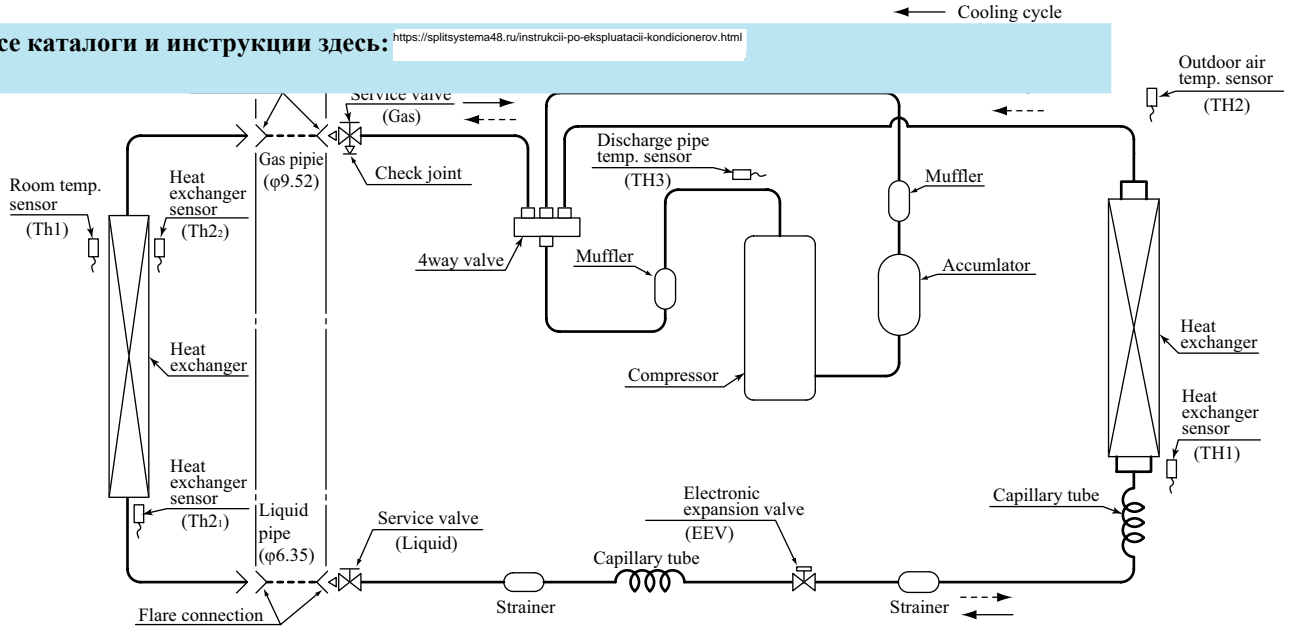 Cooling cycle
се каталоги и инструкции здесь:
https://splitsystema48.ru/instrukcii-po-ekspluatacii-kondicionerov.html
Outdoor air
temp. sensor
(TH2)
Service valve
(Gas)
Gas pipie
(φ9.52)
Check joint
Discharge pipe
temp. sensor
(TH3)
Muffler
Room temp.
sensor
(Th1)
Heat
exchanger
sensor
(Th2₂)
4way valve
Muffler
Accumlator
Heat
exchanger
Compressor
Heat
exchanger
Heat
exchanger
sensor
(TH1)
Heat
exchanger
sensor
(Th2₁)
Liquid
pipe
(φ6.35)
Service valve
(Liquid)
Electronic
expansion valve
(EEV)
Capillary tube
Capillary tube
Strainer
Strainer
Flare connection